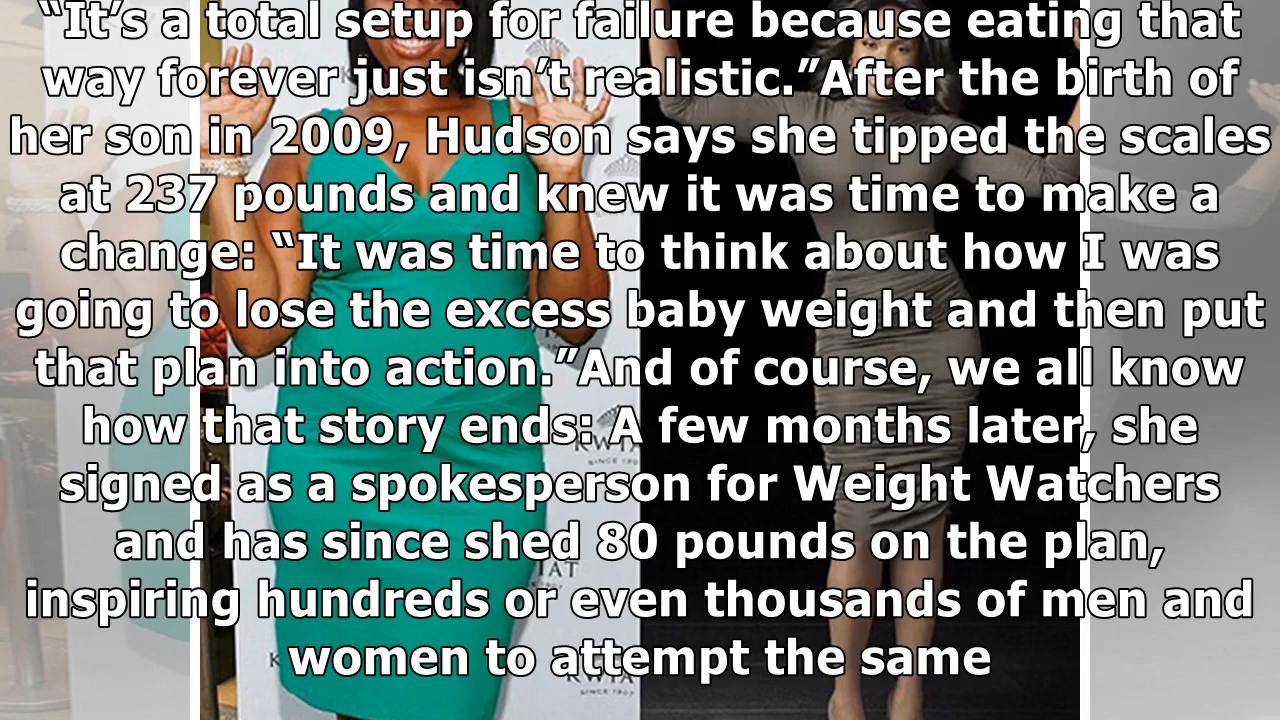 “It’s a total setup for failure because eating that
way forever just isn’t realistic.”After the birth of
her son in 2009, Hudson says she tipped the scales
at 237 pounds and knew it was time to make a
change: “It was time to think about how I was
going to lose the excess baby weight and then put
that plan into action.”And of course, we all know
how that story ends: A few months later, she
signed as a spokesperson for Weight Watchers
and has since shed 80 pounds on the plan,
inspiring hundreds or even thousands of men and
women to attempt the same
KWIAT
SINCE 1907